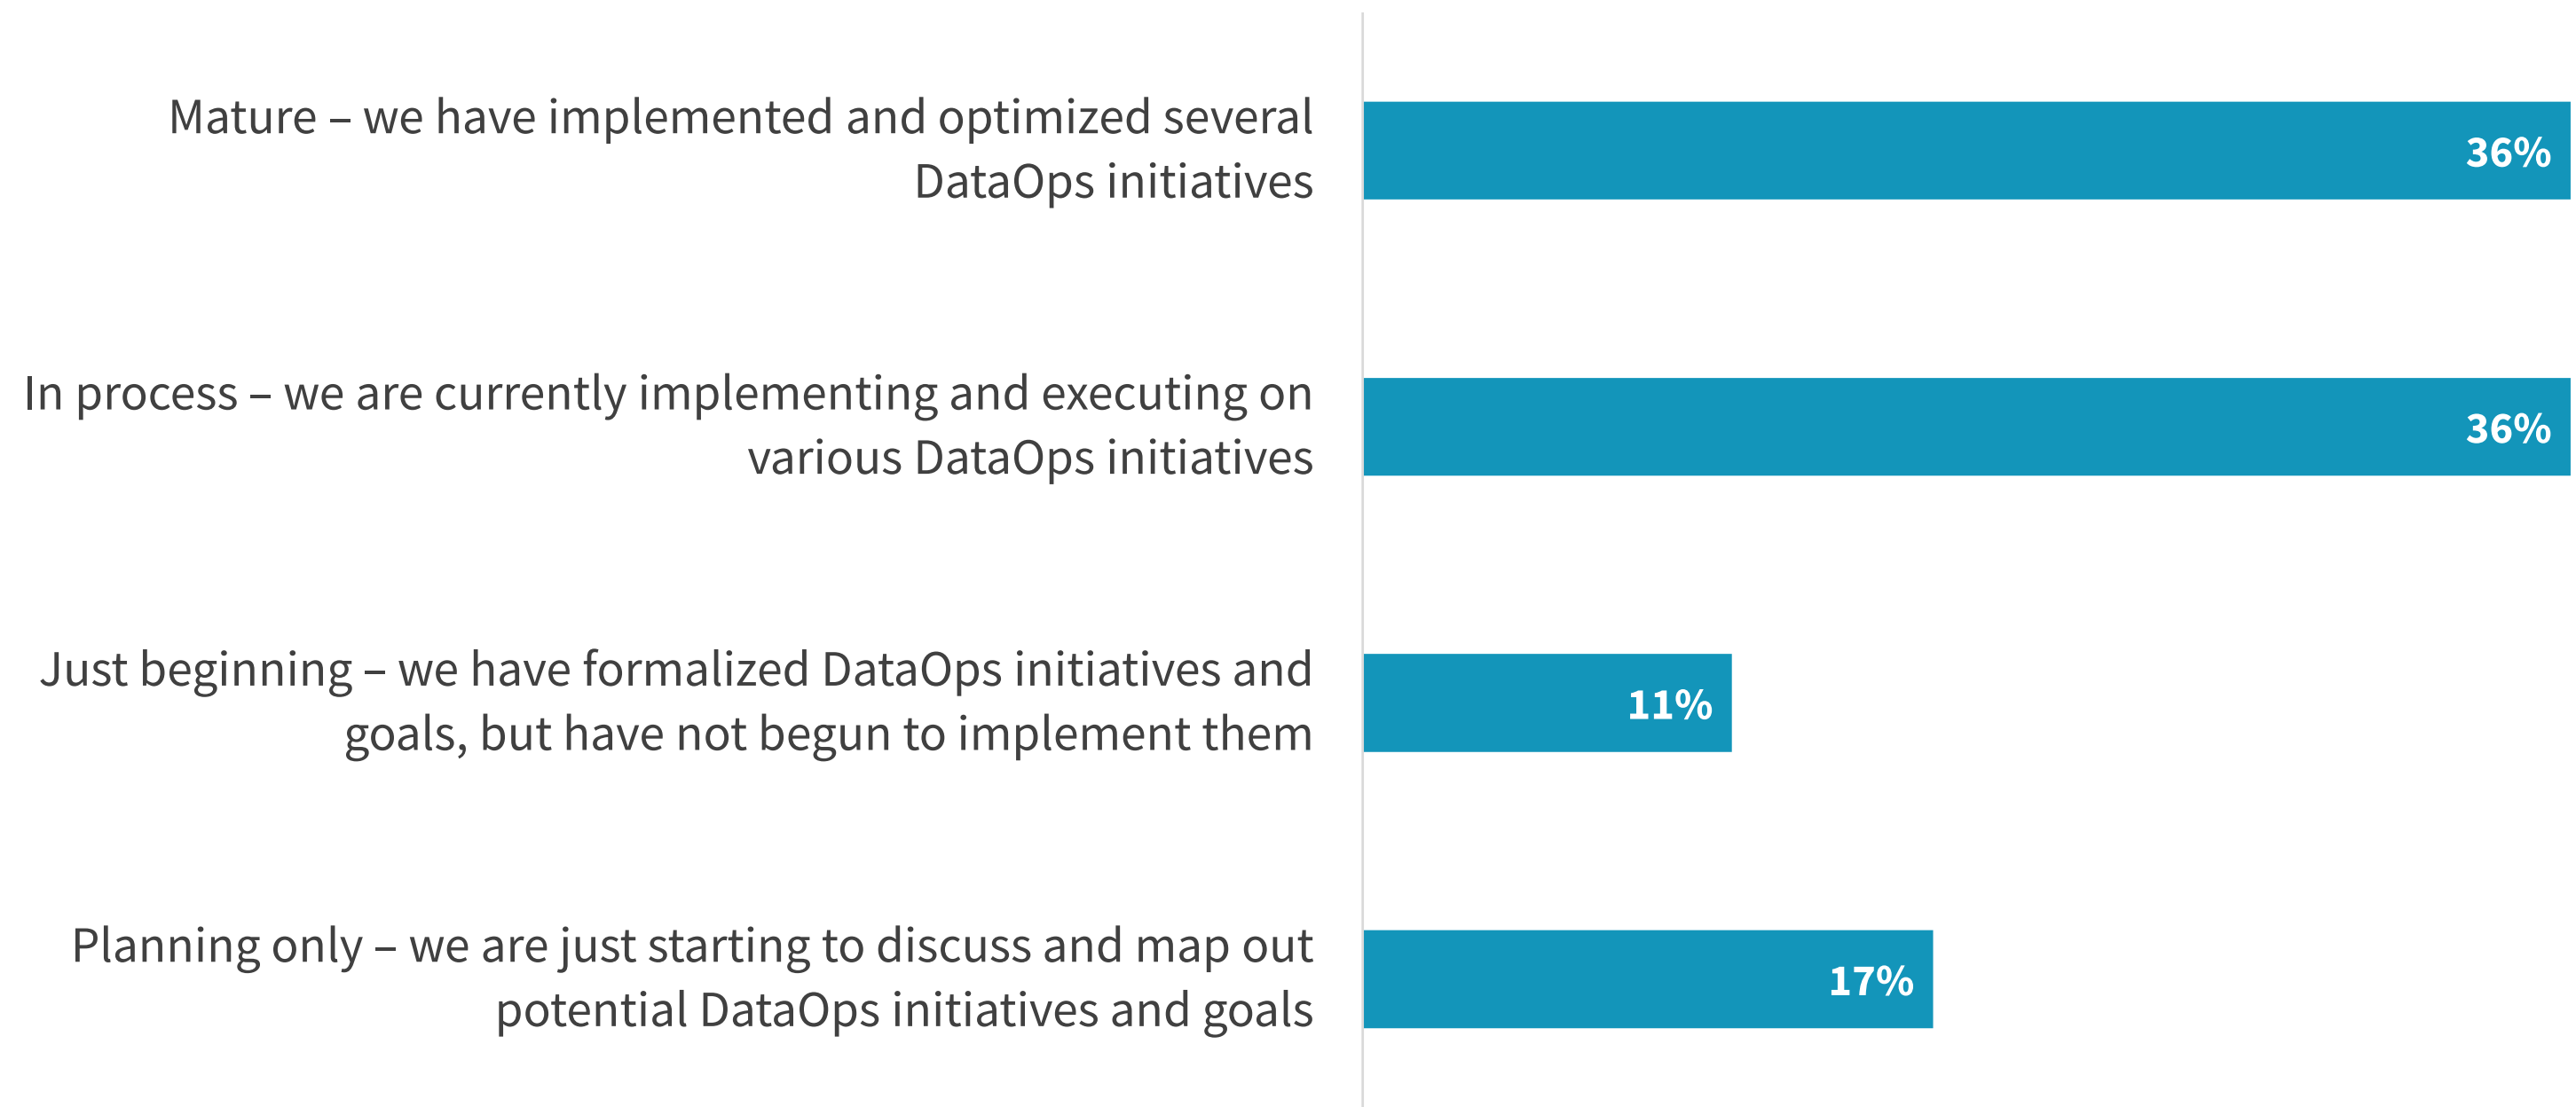 Mature – we have implemented and optimized several
DataOps initiatives
36%
In process – we are currently implementing and executing on
various DataOps initiatives
36%
Just beginning – we have formalized DataOps initiatives and
goals, but have not begun to implement them
11%
Planning only – we are just starting to discuss and map out
potential DataOps initiatives and goals
17%